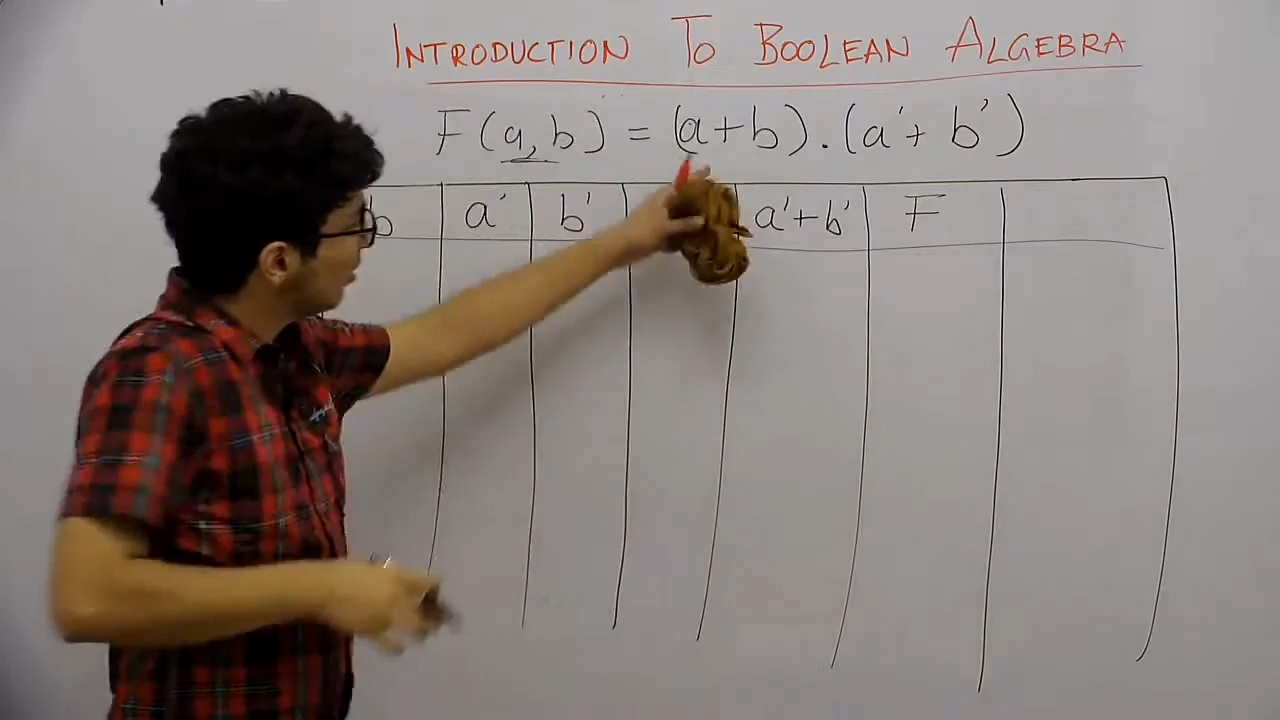 INTRODUCTION TO BOOLEAN ALGEBRA
F(a,b) = (a+b).(a'+ b')
b a' b' a'+b' F